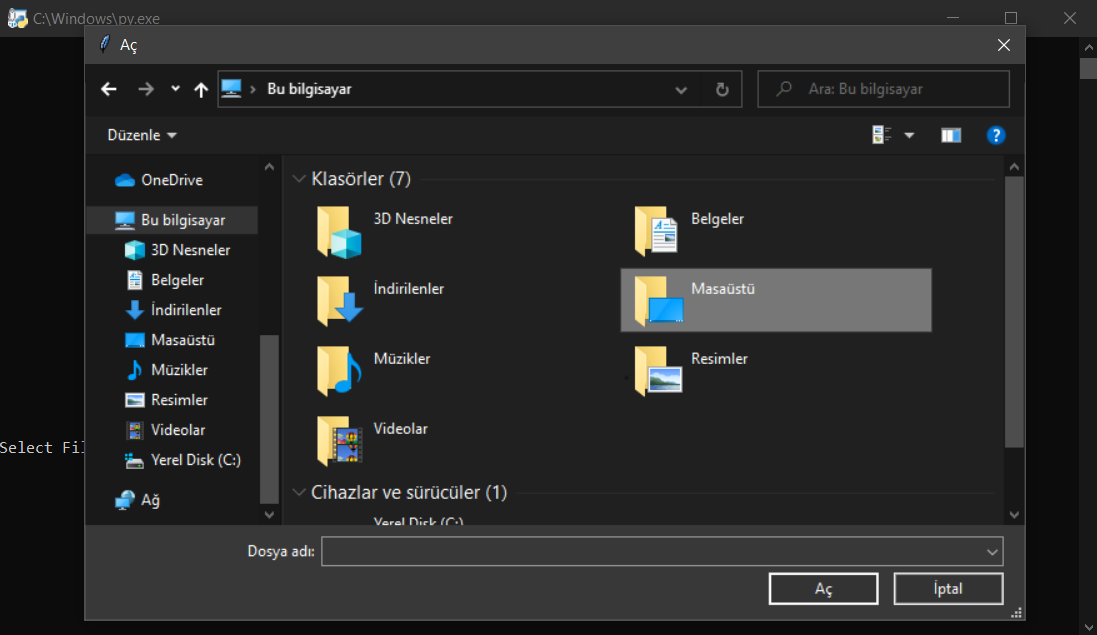 C:\Windows\py.exe
Aç
Bu bilgisayar
Ara: Bu bilgisayar
Düzenle
?
OneDrive
Bu bilgisayar
3D Nesneler
Belgeler
İndirilenler
Masaüstü
Müzikler
Resimler
Videolar
Yerel Disk (C:)
Ağ
Klasörler (7)
3D Nesneler
Belgeler
İndirilenler
Masaüstü
Müzikler
Resimler
Videolar
Cihazlar ve sürücüler (1)
Yerel Disk (C:)
Select Fil
Dosya adı:
Aç
İptal